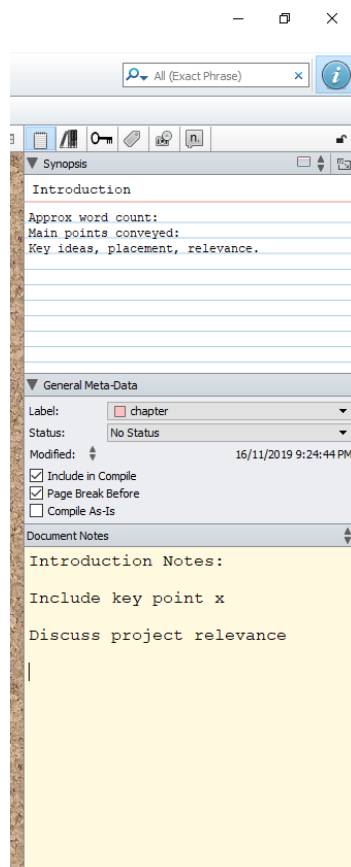 All (Exact Phrase)
n.
Synopsis
Introduction
Approx word count:
Main points conveyed:
Key ideas, placement, relevance.
General Meta-Data
Label: chapter
Status: No Status
Modified: 16/11/2019 9:24:44 PM
Include in Compile
Page Break Before
Compile As-Is
Document Notes
Introduction Notes:
Include key point x
Discuss project relevance